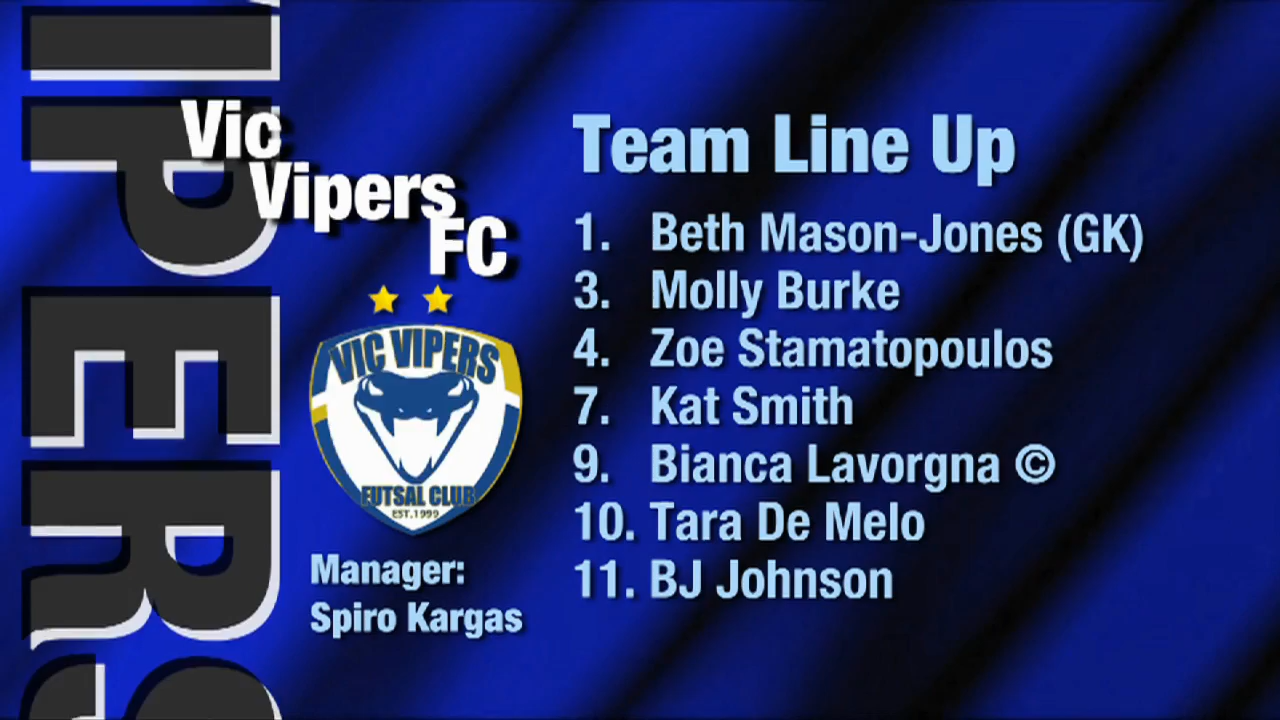 VIPERS
Vic
Vipers
FC
VIC VIPERS
FUTSAL CLUB
EST.1999
Manager:
Spiro Kargas
Team Line Up
1. Beth Mason-Jones (GK)
3. Molly Burke
4. Zoe Stamatopoulos
7. Kat Smith
9. Bianca Lavorgna ©
10. Tara De Melo
11. BJ Johnson